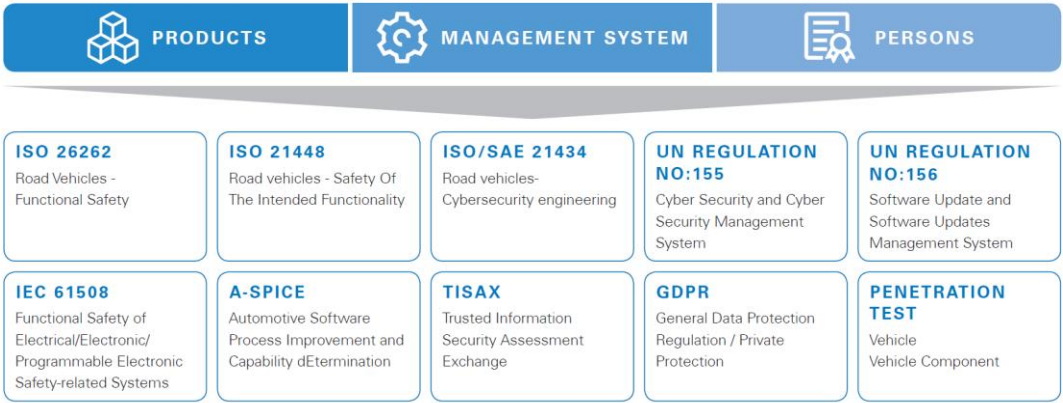 PRODUCTS
MANAGEMENT SYSTEM
PERSONS
ISO 26262
Road Vehicles -
Functional Safety
ISO 21448
Road vehicles - Safety Of
The Intended Functionality
ISO/SAE 21434
Road vehicles-
Cybersecurity engineering
UN REGULATION
NO:155
Cyber Security and Cyber
Security Management
System
UN REGULATION
NO:156
Software Update and
Software Updates
Management System
IEC 61508
Functional Safety of
Electrical/Electronic/
Programmable Electronic
Safety-related Systems
A-SPICE
Automotive Software
Process Improvement and
Capability dEtermination
TISAX
Trusted Information
Security Assessment
Exchange
GDPR
General Data Protection
Regulation / Private
Protection
PENETRATION
TEST
Vehicle
Vehicle Component